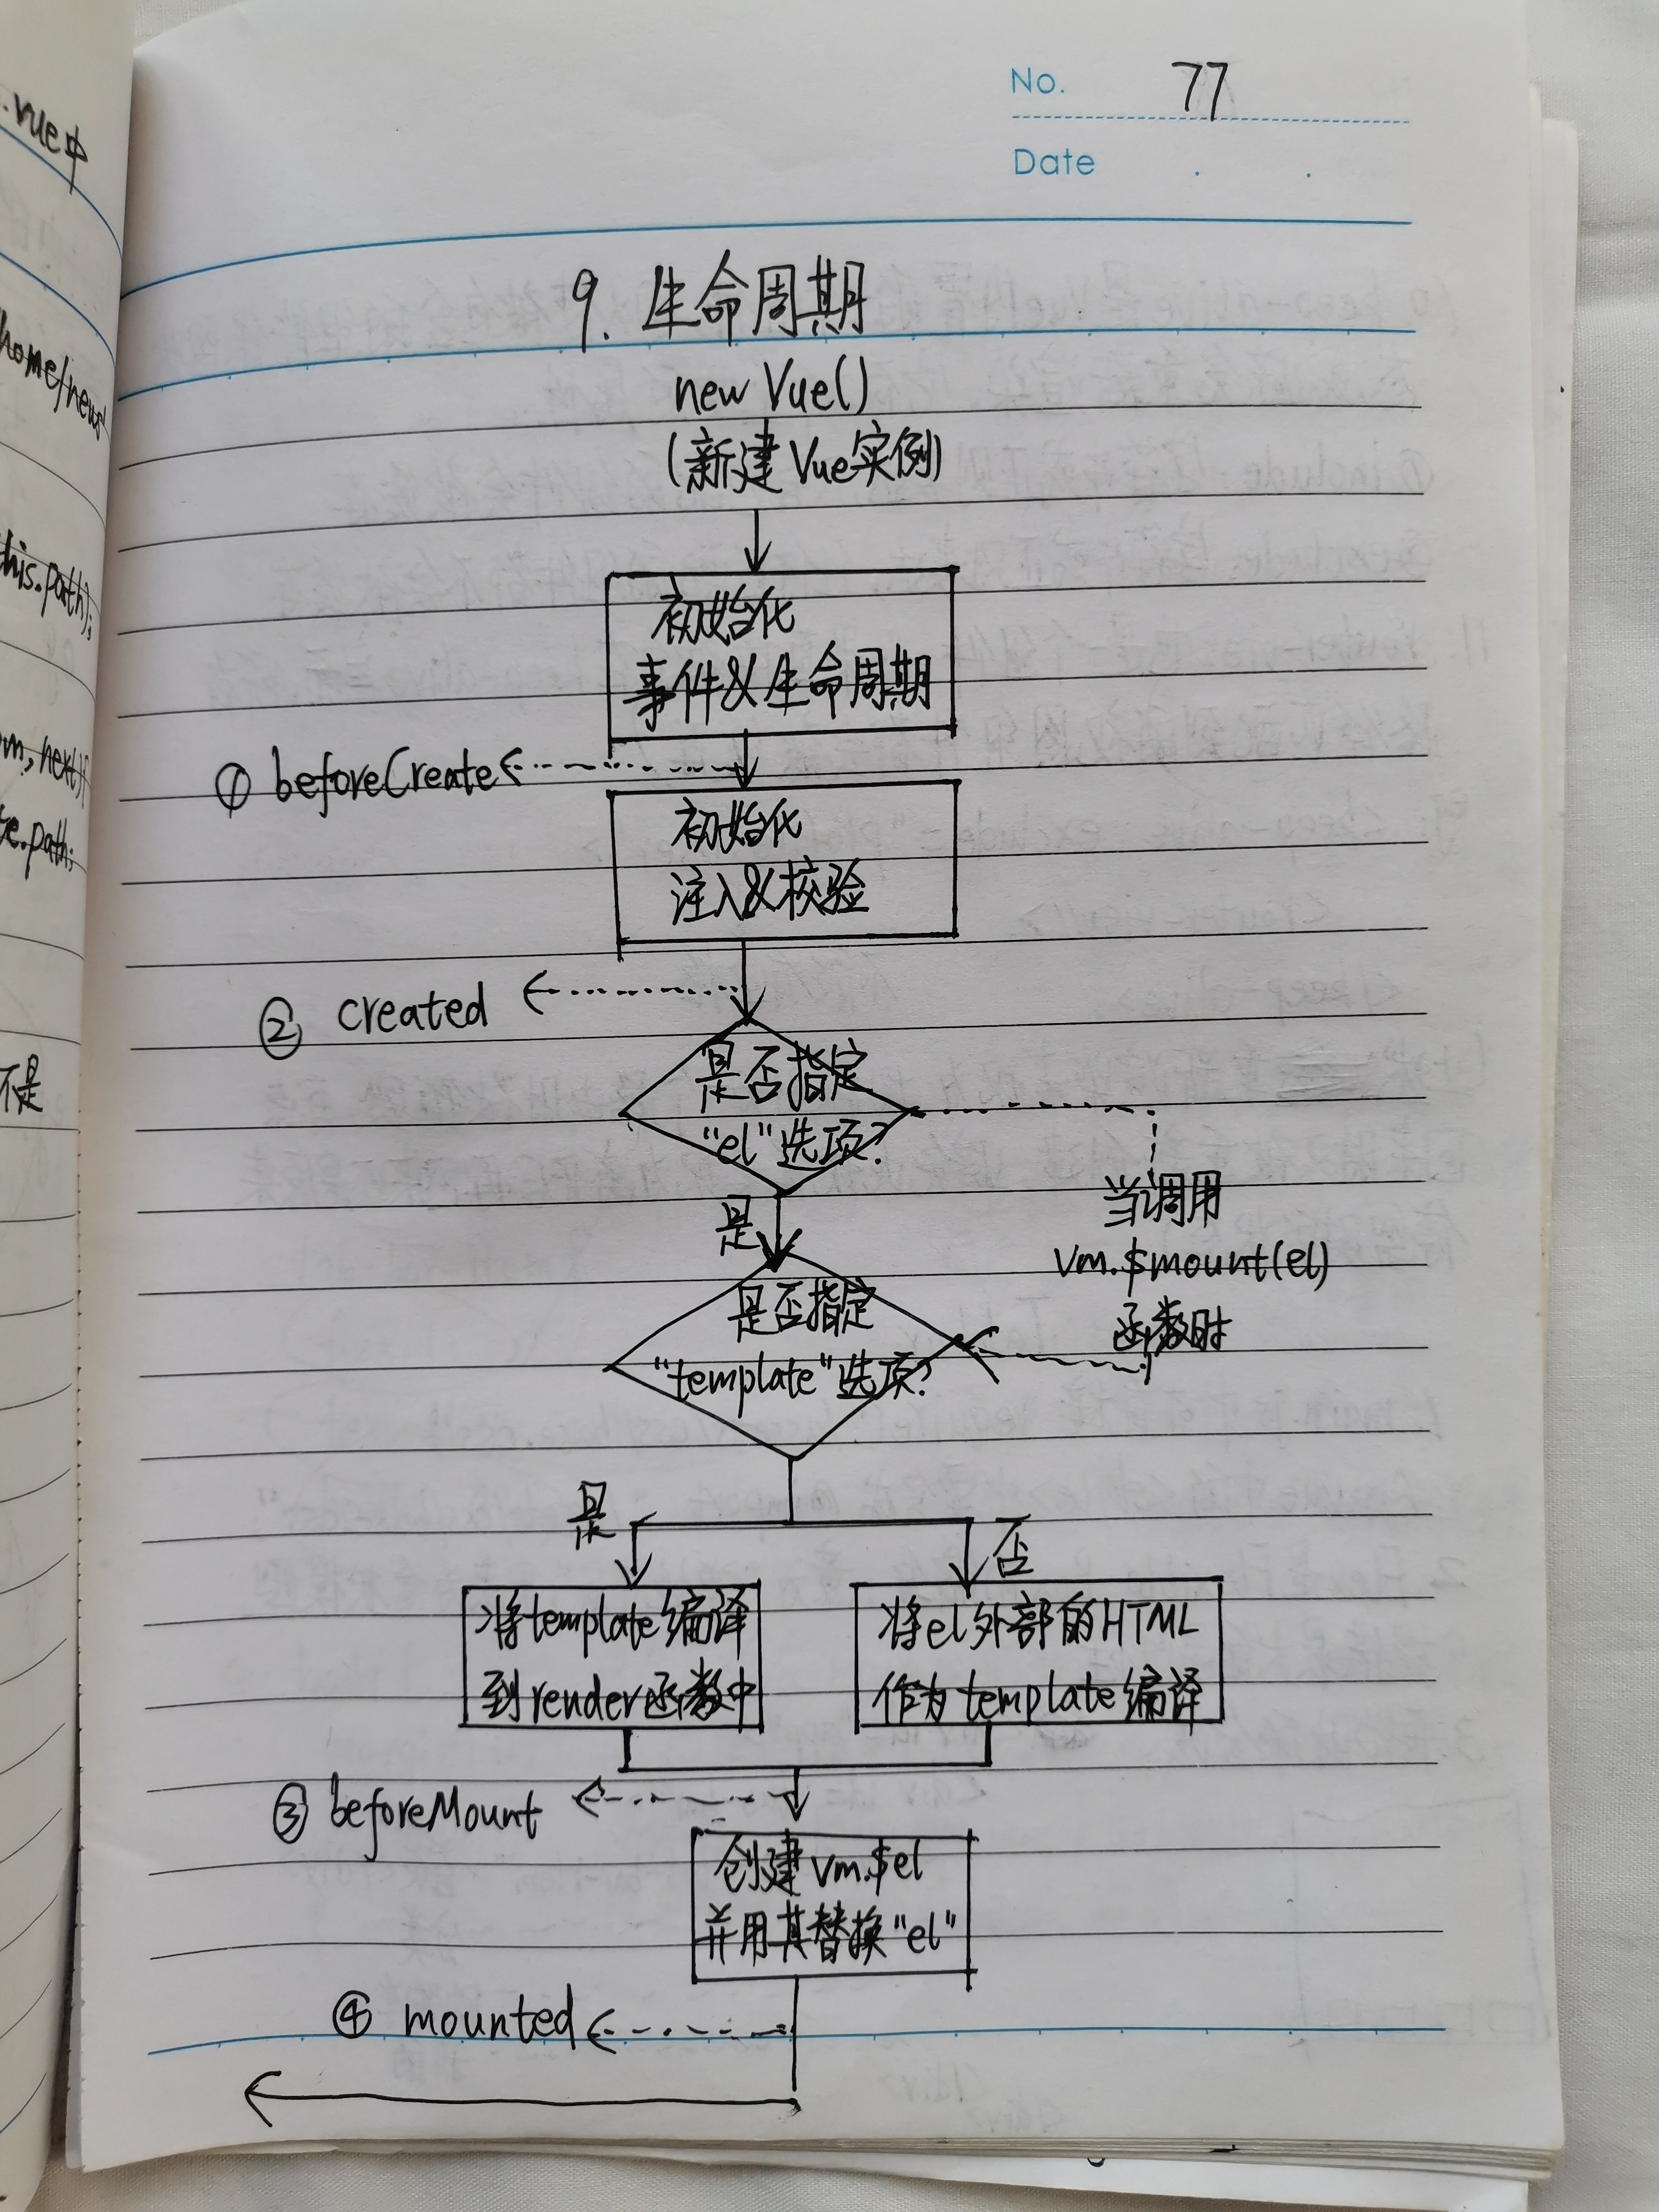 .vue中
home/news
this.path);
om, next){
te.path;
不是
No. 77
Date . .
9. 生命周期
new Vue()
(新建Vue实例)
初始化
事件&生命周期
① beforeCreate
初始化
注入&校验
② created
是否指定
"el"选项?
是
当调用
vm.$mount(el)
函数时
是否指定
"template"选项?
是
否
将template编译
到render函数中
将el外部的HTML
作为template编译
③ beforeMount
创建vm.$el
并用其替换"el"
④ mounted